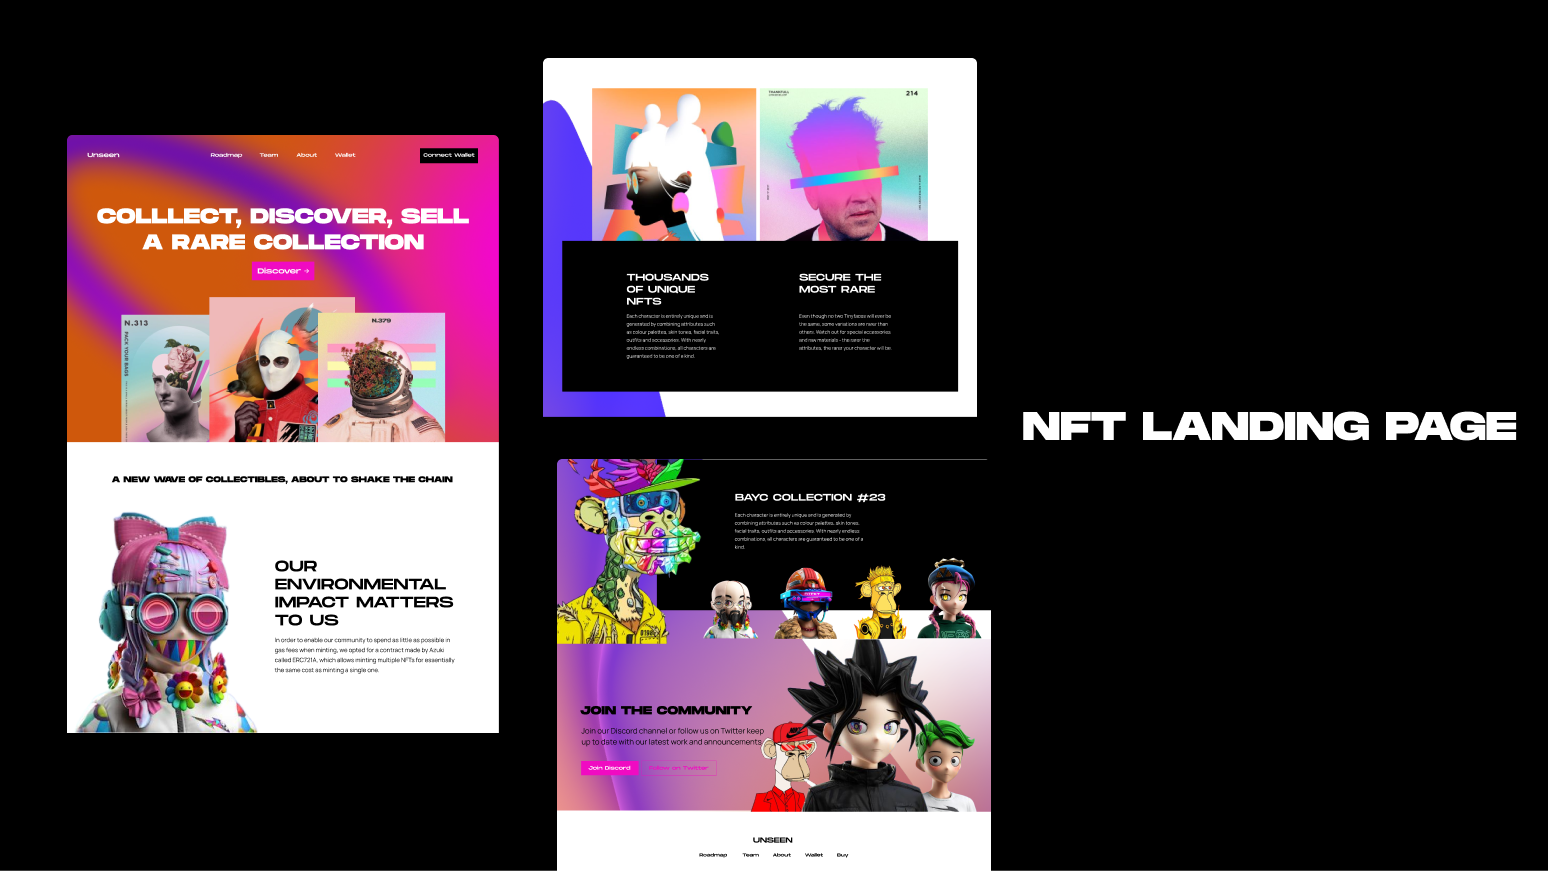 Unseen
Roadmap Team About Wallet
Connect Wallet
COLLLECT, DISCOVER, SELL
A RARE COLLECTION
Discover →
N.313
PACK YOUR BAGS
N.379
A NEW WAVE OF COLLECTIBLES, ABOUT TO SHAKE THE CHAIN
OUR
ENVIRONMENTAL
IMPACT MATTERS
TO US
In order to enable our community to spend as little as possible in
gas fees when minting, we opted for a contract made by Azuki
called ERC721A, which allows minting multiple NFTs for essentially
the same cost as minting a single one.
214
THOUSANDS
OF UNIQUE
NFTS
Each character is entirely unique and is
generated by combining attributes such
as colour palettes, skin tones, facial traits,
outfits and accessories. With nearly
endless combinations, all characters are
guaranteed to be one of a kind.
SECURE THE
MOST RARE
Even though no two Tinyfaces will ever be
the same, some variations are rarer than
others. Watch out for special accessories
and rare materials - the rarer the
attributes, the rarer your character will be.
BAYC COLLECTION #23
Each character is entirely unique and is generated by
combining attributes such as colour palettes, skin tones,
facial traits, outfits and accessories. With nearly endless
combinations, all characters are guaranteed to be one of a
kind.
JOIN THE COMMUNITY
Join our Discord channel or follow us on Twitter keep
up to date with our latest work and announcements
Join Discord
Follow on Twitter
UNSEEN
Roadmap Team About Wallet Buy
NFT LANDING PAGE